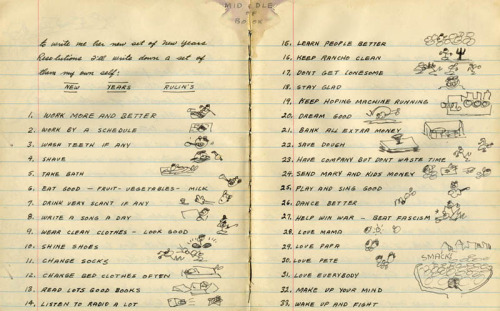 MIDDLE
OF
BOOK
to write me her new set of New Years
Resolutions I'll write down a set of
them my own self:
NEW YEARS RULIN'S
1. WORK MORE AND BETTER
2. WORK BY A SCHEDULE
3. WASH TEETH IF ANY
4. SHAVE
5. TAKE BATH
6. EAT GOOD — FRUIT — VEGETABLES — MILK
7. DRINK VERY SCANT IF ANY
8. WRITE A SONG A DAY
9. WEAR CLEAN CLOTHES — LOOK GOOD
10. SHINE SHOES
11. CHANGE SOCKS
12. CHANGE BED CLOTHES OFTEN
13. READ LOTS GOOD BOOKS
14. LISTEN TO RADIO A LOT
15. LEARN PEOPLE BETTER
16. KEEP RANCHO CLEAN
17. DONT GET LONESOME
18. STAY GLAD
19. KEEP HOPING MACHINE RUNNING
20. DREAM GOOD
21. BANK ALL EXTRA MONEY
22. SAVE DOUGH
23. HAVE COMPANY BUT DONT WASTE TIME
24. SEND MARY AND KIDS MONEY
25. PLAY AND SING GOOD
26. DANCE BETTER
27. HELP WIN WAR — BEAT FASCISM
28. LOVE MAMA
29. LOVE PAPA
30. LOVE PETE
31. LOVE EVERYBODY
32. MAKE UP YOUR MIND
33. WAKE UP AND FIGHT
SMACK